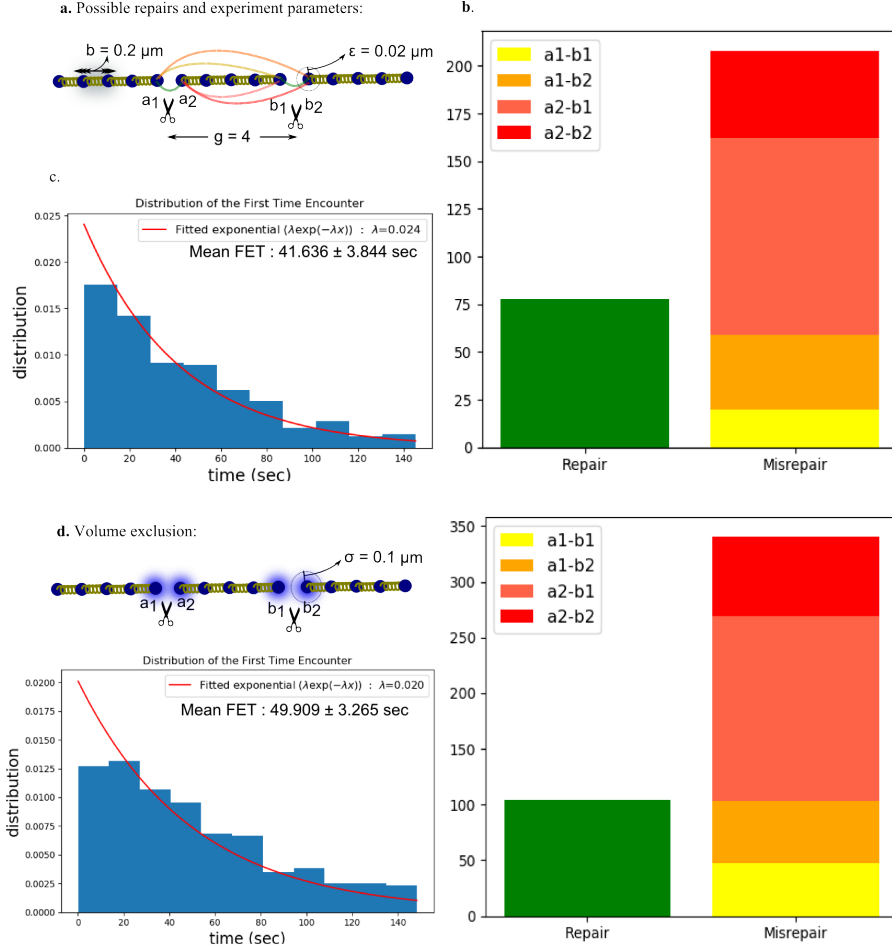 a. Possible repairs and experiment parameters:
b = 0.2 μm
ε = 0.02 μm
a1 a2 b1 b2
g = 4
b.
a1-b1
a1-b2
a2-b1
a2-b2
200
175
150
125
100
75
50
25
0
Repair Misrepair
c.
Distribution of the First Time Encounter
Fitted exponential (λexp(−λx)) : λ=0.024
Mean FET : 41.636 ± 3.844 sec
distribution
0.025
0.020
0.015
0.010
0.005
0.000
0 20 40 60 80 100 120 140
time (sec)
d. Volume exclusion:
σ = 0.1 μm
a1 a2 b1 b2
Distribution of the First Time Encounter
Fitted exponential (λexp(−λx)) : λ=0.020
Mean FET : 49.909 ± 3.265 sec
distribution
0.0200
0.0175
0.0150
0.0125
0.0100
0.0075
0.0050
0.0025
0.0000
0 20 40 60 80 100 120 140
time (sec)
a1-b1
a1-b2
a2-b1
a2-b2
350
300
250
200
150
100
50
0
Repair Misrepair